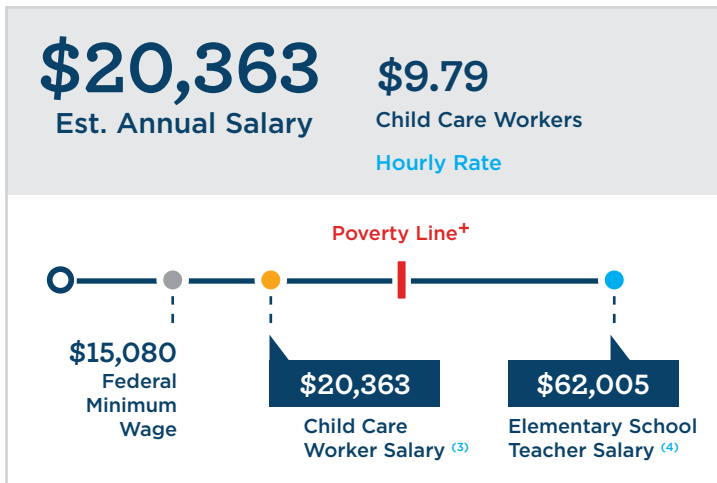 $20,363
Est. Annual Salary
$9.79
Child Care Workers
Hourly Rate
Poverty Line+
$15,080
Federal
Minimum
Wage
$20,363
Child Care
Worker Salary (3)
$62,005
Elementary School
Teacher Salary (4)